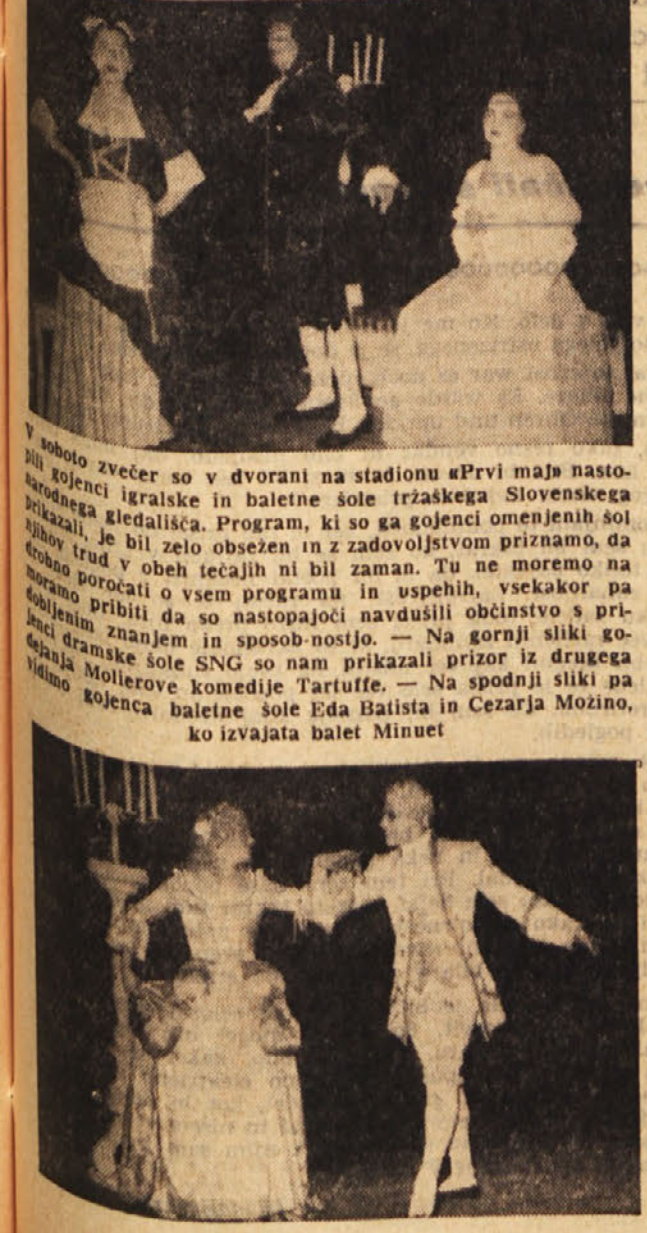 V soboto zvečer so v dvorani na stadionu «Prvi maj» nasto-
pili gojenci igralske in baletne šole tržaškega Slovenskega
narodnega gledališča. Program, ki so ga gojenci omenjenih šol
prikazali, je bil zelo obsežen in z zadovoljstvom priznamo, da
njihov trud v obeh tečajih ni bil zaman. Tu ne moremo na
drobno poročati o vsem programu in uspehih, vsekakor pa
moramo pribiti da so nastopajoči navdušili občinstvo s pri-
dobljenim znanjem in sposob-nostjo. — Na gornji sliki go-
jenci dramske šole SNG so nam prikazali prizor iz drugega
dejanja Molierove komedije Tartuffe. — Na spodnji sliki pa
vidimo gojenca baletne šole Eda Batista in Cezarja Možino,
ko izvajata balet Minuet